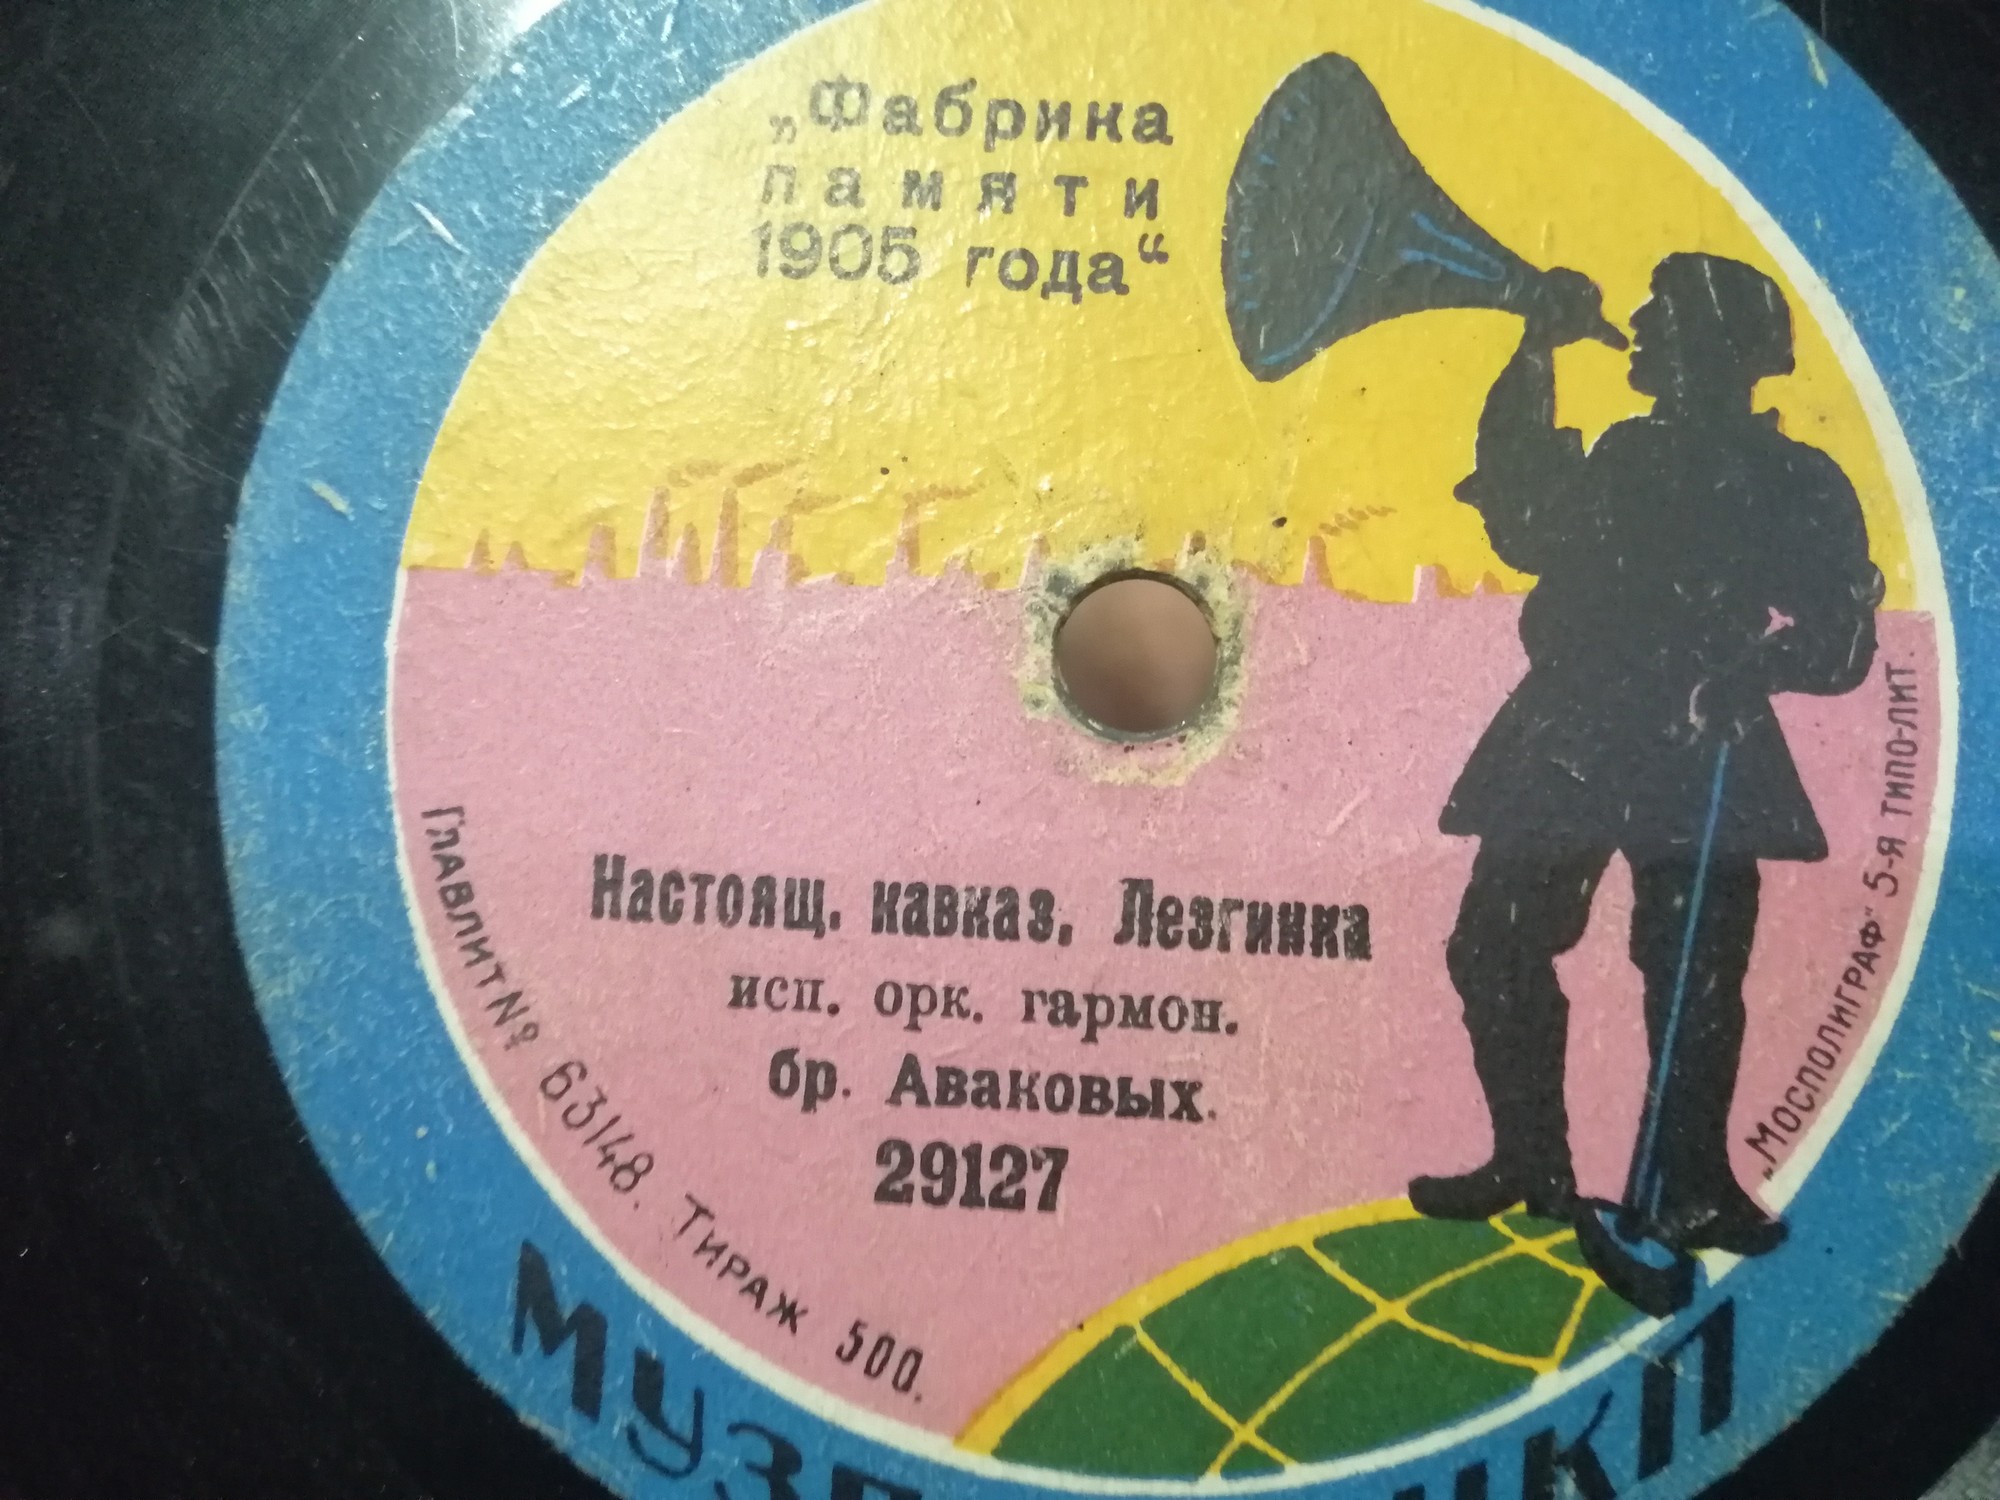 „Фабрика
памяти
1905 года“
Настоящ. кавказ. Лезгинка
исп. орк. гармон.
бр. Аваковых.
29127
Главлит № 63148. Тираж 500.
„Мосполиграф“ 5-я типо-лит.